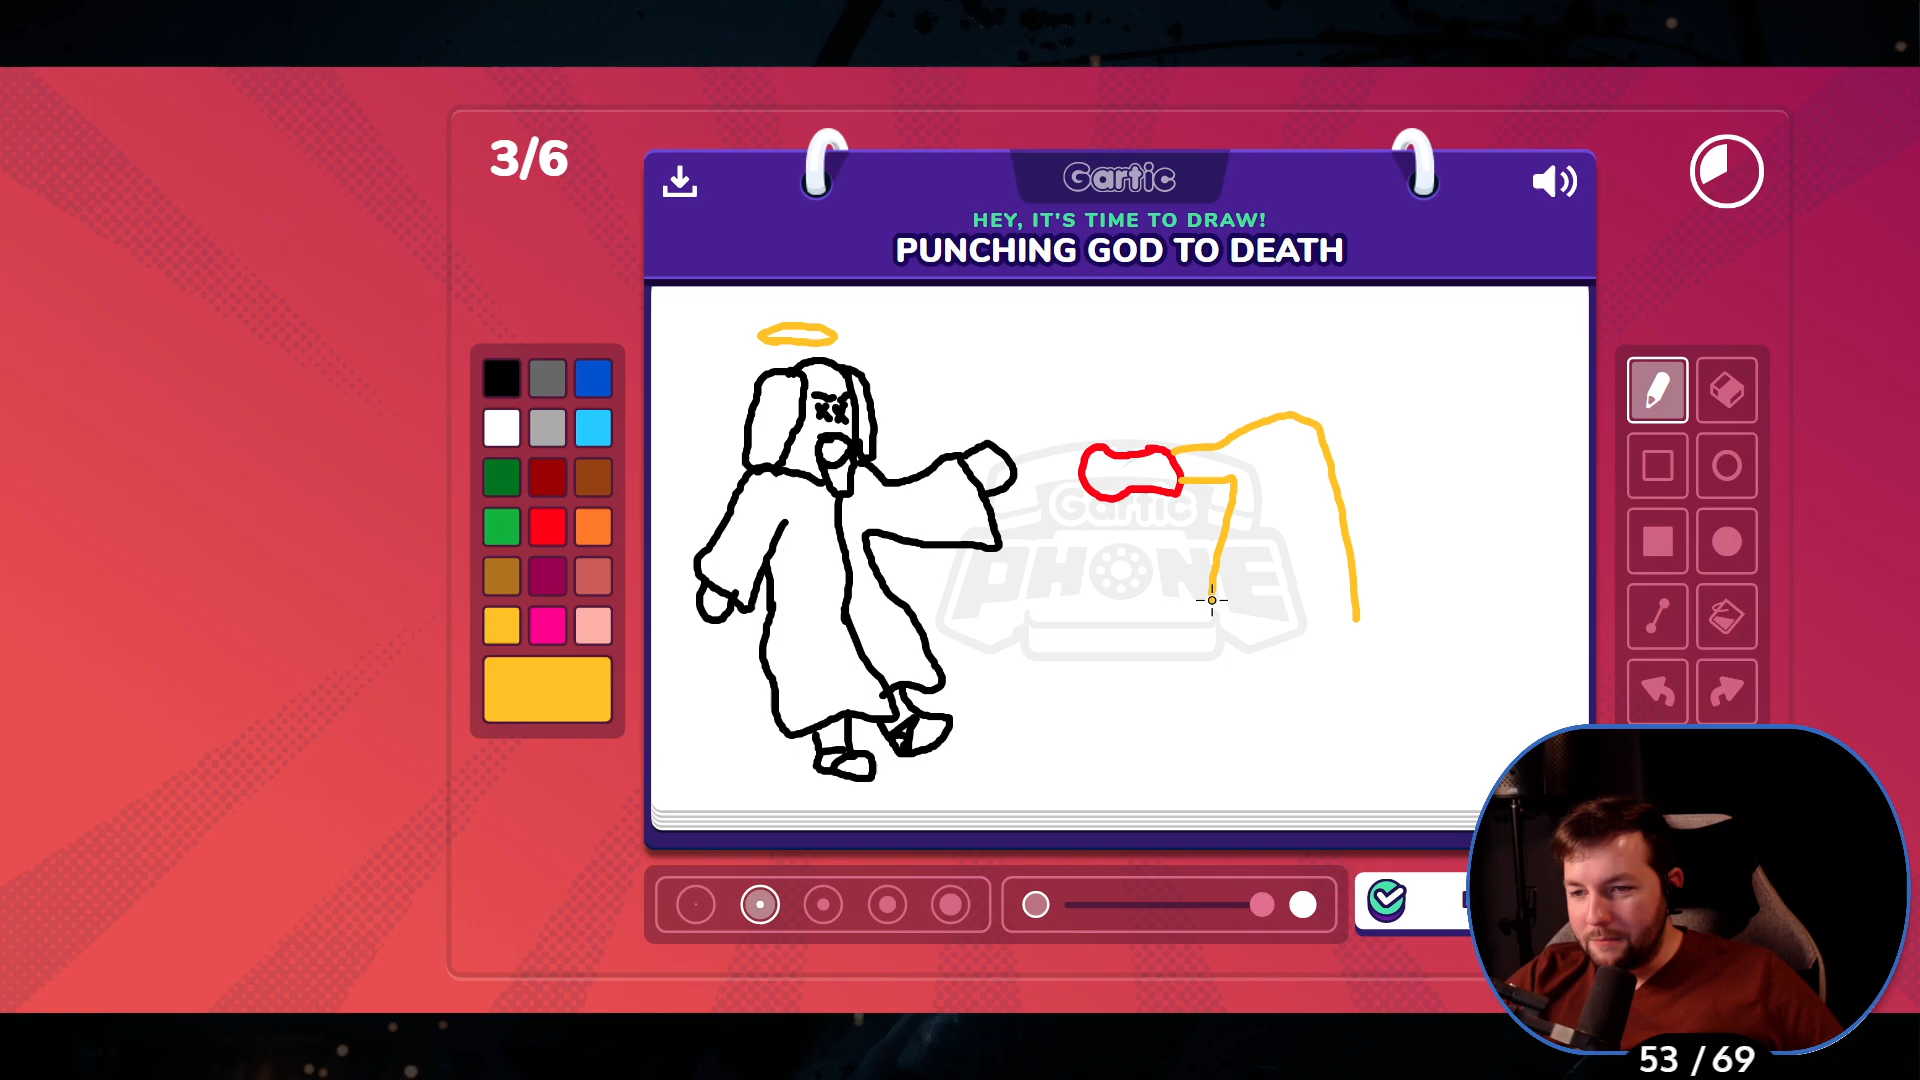 3/6
Gartic
HEY, IT'S TIME TO DRAW!
PUNCHING GOD TO DEATH
Gartic
PHONE
53 / 69